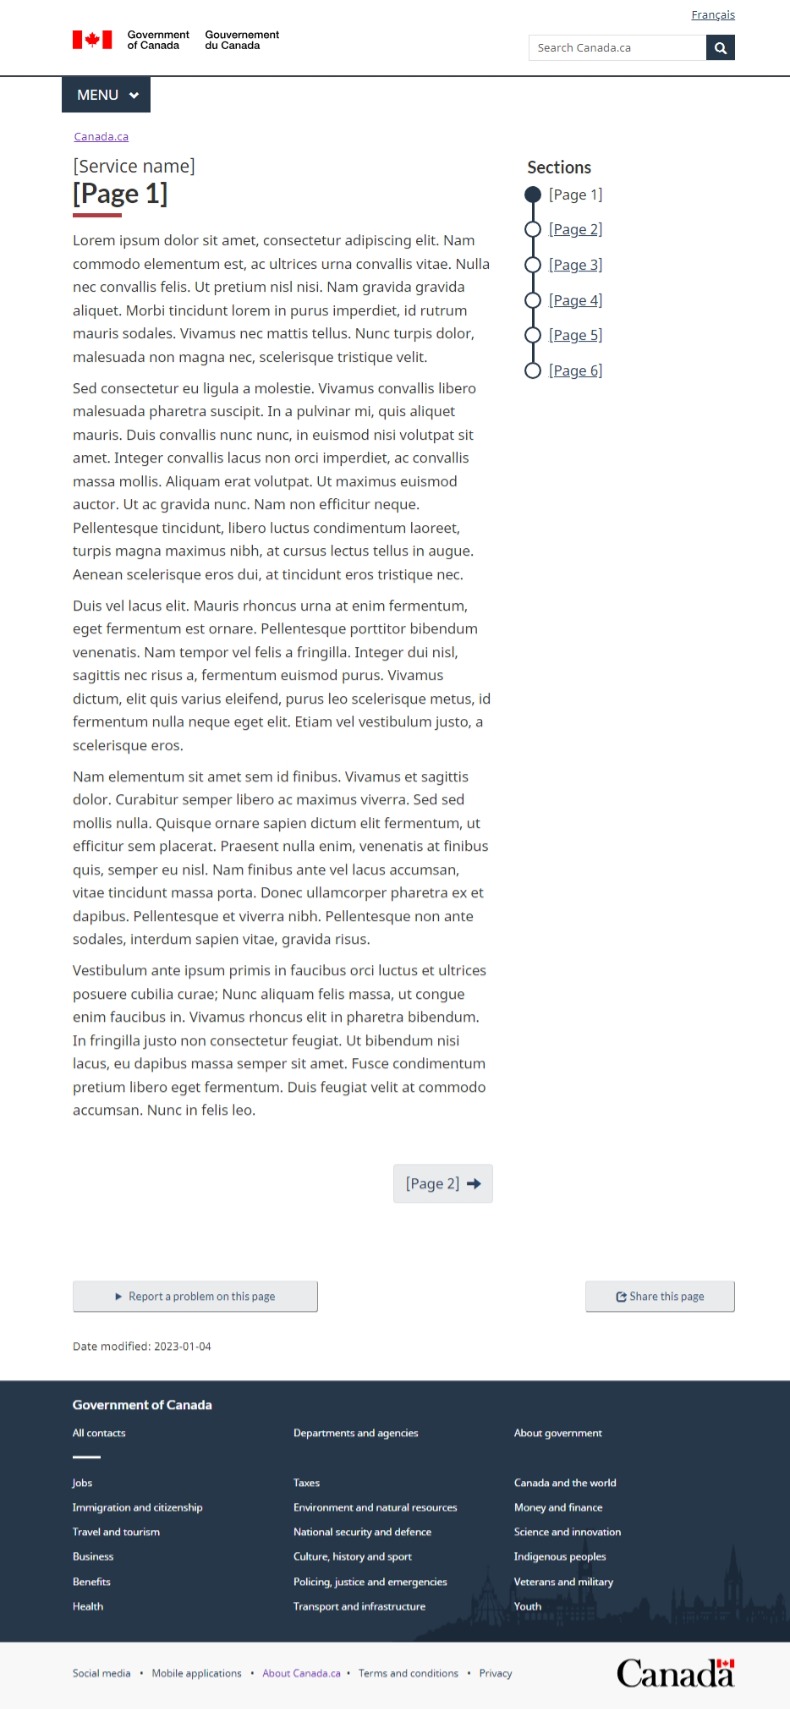 Français
Government of Canada
Gouvernement du Canada
Search Canada.ca
MENU
Canada.ca
[Service name]
[Page 1]
Lorem ipsum dolor sit amet, consectetur adipiscing elit. Nam
commodo elementum est, ac ultrices urna convallis vitae. Nulla
nec convallis felis. Ut pretium nisl nisi. Nam gravida gravida
aliquet. Morbi tincidunt lorem in purus imperdiet, id rutrum
mauris sodales. Vivamus nec mattis tellus. Nunc turpis dolor,
malesuada non magna nec, scelerisque tristique velit.
Sed consectetur eu ligula a molestie. Vivamus convallis libero
malesuada pharetra suscipit. In a pulvinar mi, quis aliquet
mauris. Duis convallis nunc nunc, in euismod nisi volutpat sit
amet. Integer convallis lacus non orci imperdiet, ac convallis
massa mollis. Aliquam erat volutpat. Ut maximus euismod
auctor. Ut ac gravida nunc. Nam non efficitur neque.
Pellentesque tincidunt, libero luctus condimentum laoreet,
turpis magna maximus nibh, at cursus lectus tellus in augue.
Aenean scelerisque eros dui, at tincidunt eros tristique nec.
Duis vel lacus elit. Mauris rhoncus urna at enim fermentum,
eget fermentum est ornare. Pellentesque porttitor bibendum
venenatis. Nam tempor vel felis a fringilla. Integer dui nisl,
sagittis nec risus a, fermentum euismod purus. Vivamus
dictum, elit quis varius eleifend, purus leo scelerisque metus, id
fermentum nulla neque eget elit. Etiam vel vestibulum justo, a
scelerisque eros.
Nam elementum sit amet sem id finibus. Vivamus et sagittis
dolor. Curabitur semper libero ac maximus viverra. Sed sed
mollis nulla. Quisque ornare sapien dictum elit fermentum, ut
efficitur sem placerat. Praesent nulla enim, venenatis at finibus
quis, semper eu nisl. Nam finibus ante vel lacus accumsan,
vitae tincidunt massa porta. Donec ullamcorper pharetra ex et
dapibus. Pellentesque et viverra nibh. Pellentesque non ante
sodales, interdum sapien vitae, gravida risus.
Vestibulum ante ipsum primis in faucibus orci luctus et ultrices
posuere cubilia curae; Nunc aliquam felis massa, ut congue
enim faucibus in. Vivamus rhoncus elit in pharetra bibendum.
In fringilla justo non consectetur feugiat. Ut bibendum nisi
lacus, eu dapibus massa semper sit amet. Fusce condimentum
pretium libero eget fermentum. Duis feugiat velit at commodo
accumsan. Nunc in felis leo.
[Page 2]
Sections
[Page 1]
[Page 2]
[Page 3]
[Page 4]
[Page 5]
[Page 6]
Report a problem on this page
Share this page
Date modified: 2023-01-04
Government of Canada
All contacts
Departments and agencies
About government
Jobs
Taxes
Canada and the world
Immigration and citizenship
Environment and natural resources
Money and finance
Travel and tourism
National security and defence
Science and innovation
Business
Culture, history and sport
Indigenous peoples
Benefits
Policing, justice and emergencies
Veterans and military
Health
Transport and infrastructure
Youth
Social media • Mobile applications • About Canada.ca • Terms and conditions • Privacy
Canada